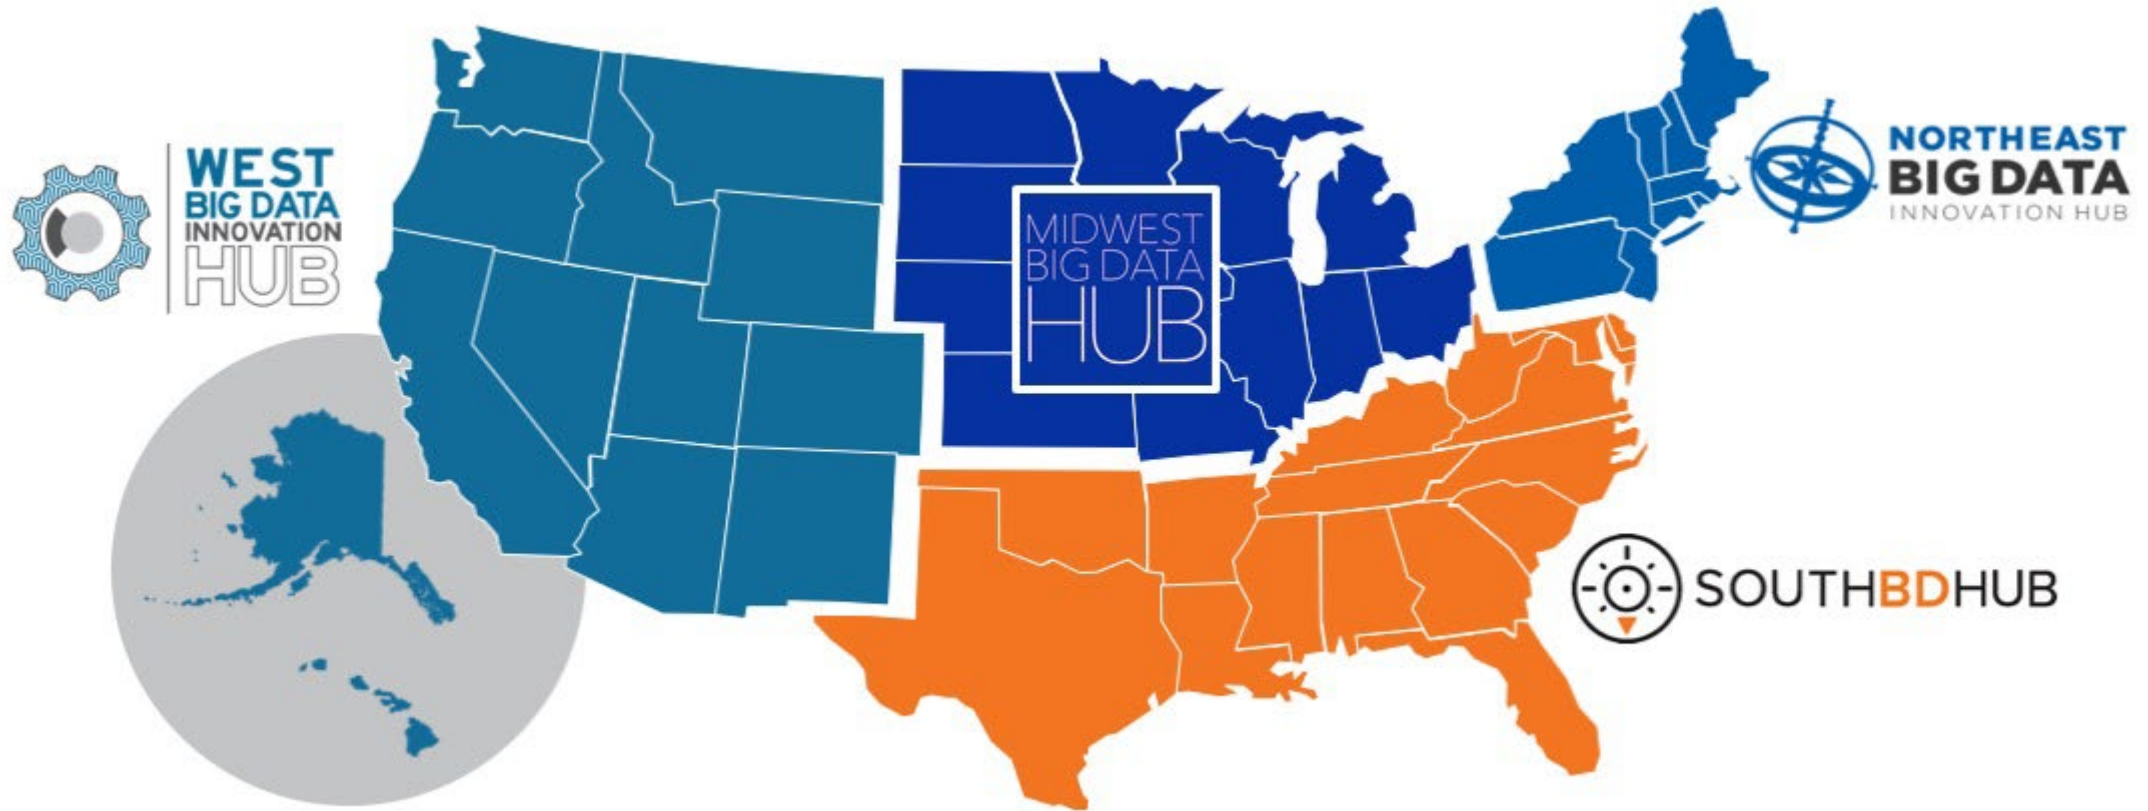 WEST
BIG DATA
INNOVATION
HUB
MIDWEST
BIG DATA
HUB
NORTHEAST
BIG DATA
INNOVATION HUB
SOUTHBDHUB